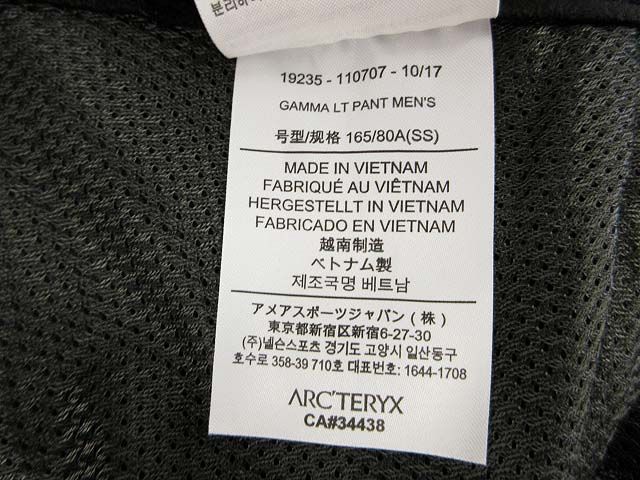 분리하여
19235 - 110707 - 10/17
GAMMA LT PANT MEN'S
号型/规格 165/80A(SS)
MADE IN VIETNAM
FABRIQUÉ AU VIÊTNAM
HERGESTELLT IN VIETNAM
FABRICADO EN VIETNAM
越南制造
ベトナム製
제조국명 베트남
アメアスポーツジャパン(株)
東京都新宿区新宿6-27-30
(주)넬슨스포츠 경기도 고양시 일산동구
호수로 358-39 710호 대표번호: 1644-1708
ARC'TERYX
CA#34438